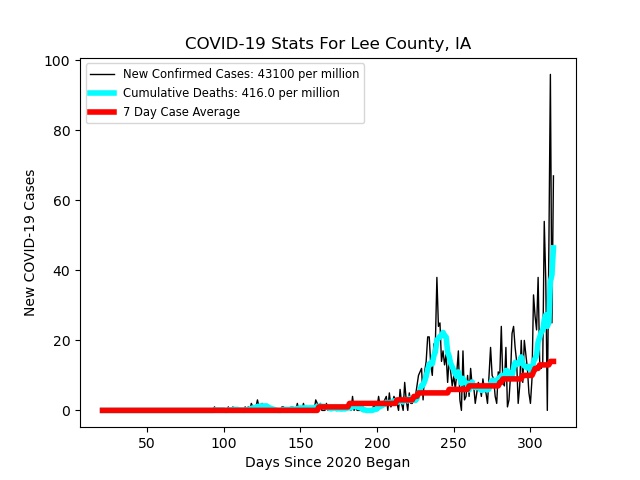 COVID-19 Stats For Lee County, IA
New Confirmed Cases: 43100 per million
Cumulative Deaths: 416.0 per million
7 Day Case Average
New COVID-19 Cases
100
80
60
40
20
0
50 100 150 200 250 300
Days Since 2020 Began